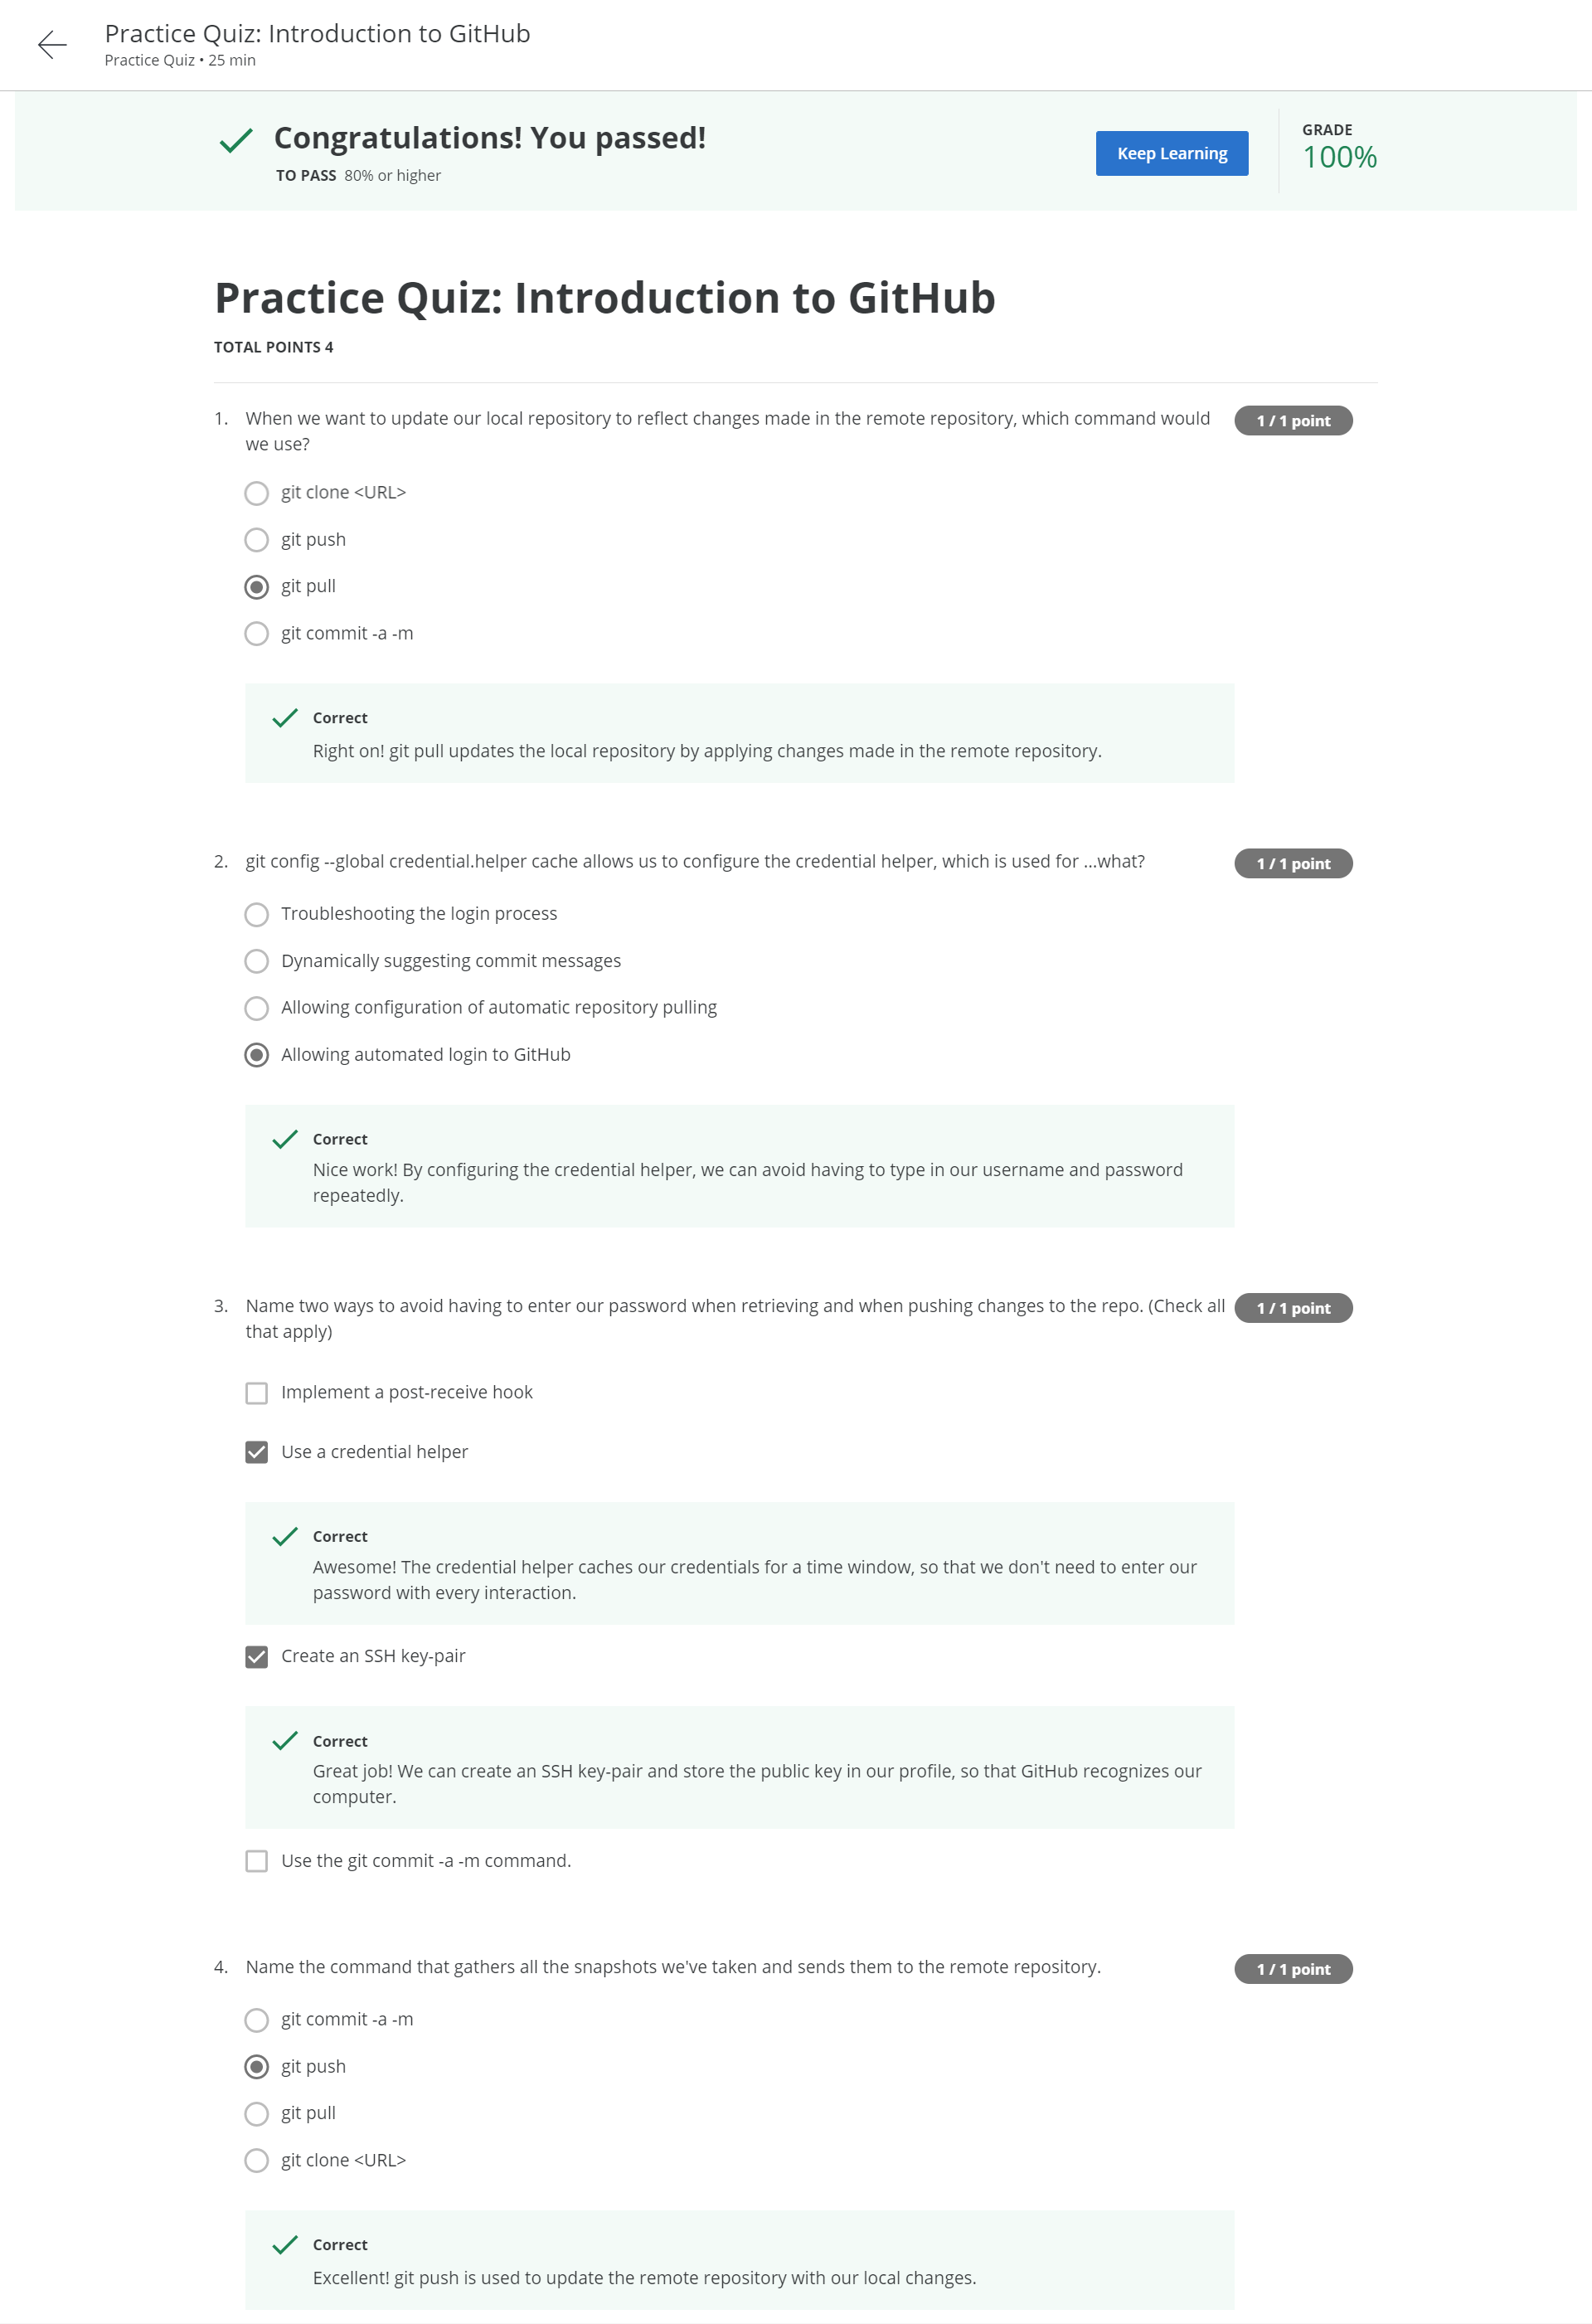 Practice Quiz: Introduction to GitHub
Practice Quiz • 25 min
Congratulations! You passed!
TO PASS 80% or higher
Keep Learning
GRADE
100%
Practice Quiz: Introduction to GitHub
TOTAL POINTS 4
1. When we want to update our local repository to reflect changes made in the remote repository, which command would
we use?
1 / 1 point
git clone <URL>
git push
git pull
git commit -a -m
Correct
Right on! git pull updates the local repository by applying changes made in the remote repository.
2. git config --global credential.helper cache allows us to configure the credential helper, which is used for ...what?
1 / 1 point
Troubleshooting the login process
Dynamically suggesting commit messages
Allowing configuration of automatic repository pulling
Allowing automated login to GitHub
Correct
Nice work! By configuring the credential helper, we can avoid having to type in our username and password
repeatedly.
3. Name two ways to avoid having to enter our password when retrieving and when pushing changes to the repo. (Check all
that apply)
1 / 1 point
Implement a post-receive hook
Use a credential helper
Correct
Awesome! The credential helper caches our credentials for a time window, so that we don't need to enter our
password with every interaction.
Create an SSH key-pair
Correct
Great job! We can create an SSH key-pair and store the public key in our profile, so that GitHub recognizes our
computer.
Use the git commit -a -m command.
4. Name the command that gathers all the snapshots we've taken and sends them to the remote repository.
1 / 1 point
git commit -a -m
git push
git pull
git clone <URL>
Correct
Excellent! git push is used to update the remote repository with our local changes.